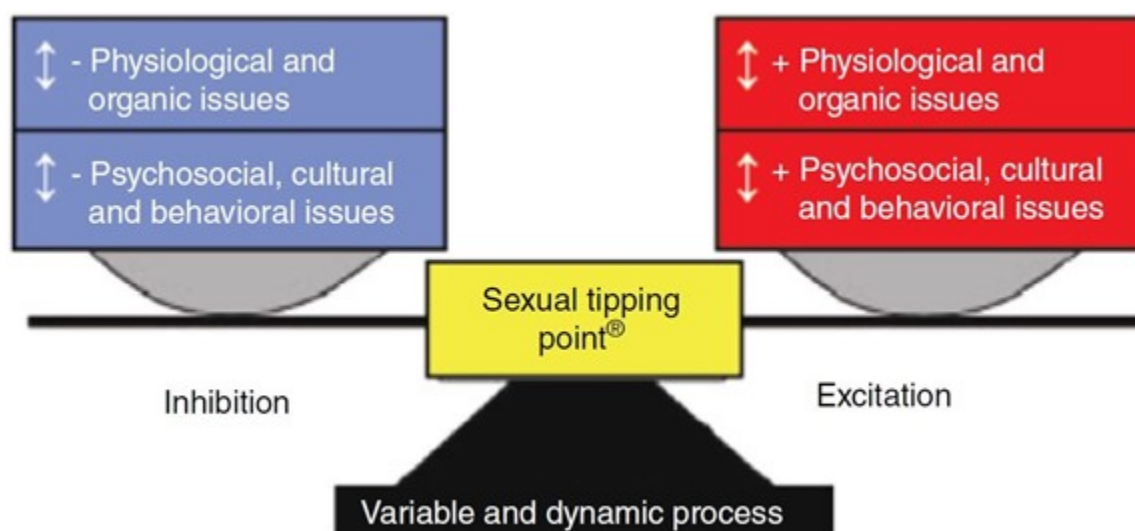 - Physiological and
organic issues
- Psychosocial, cultural
and behavioral issues
+ Physiological and
organic issues
+ Psychosocial, cultural
and behavioral issues
Sexual tipping
point®
Inhibition
Excitation
Variable and dynamic process